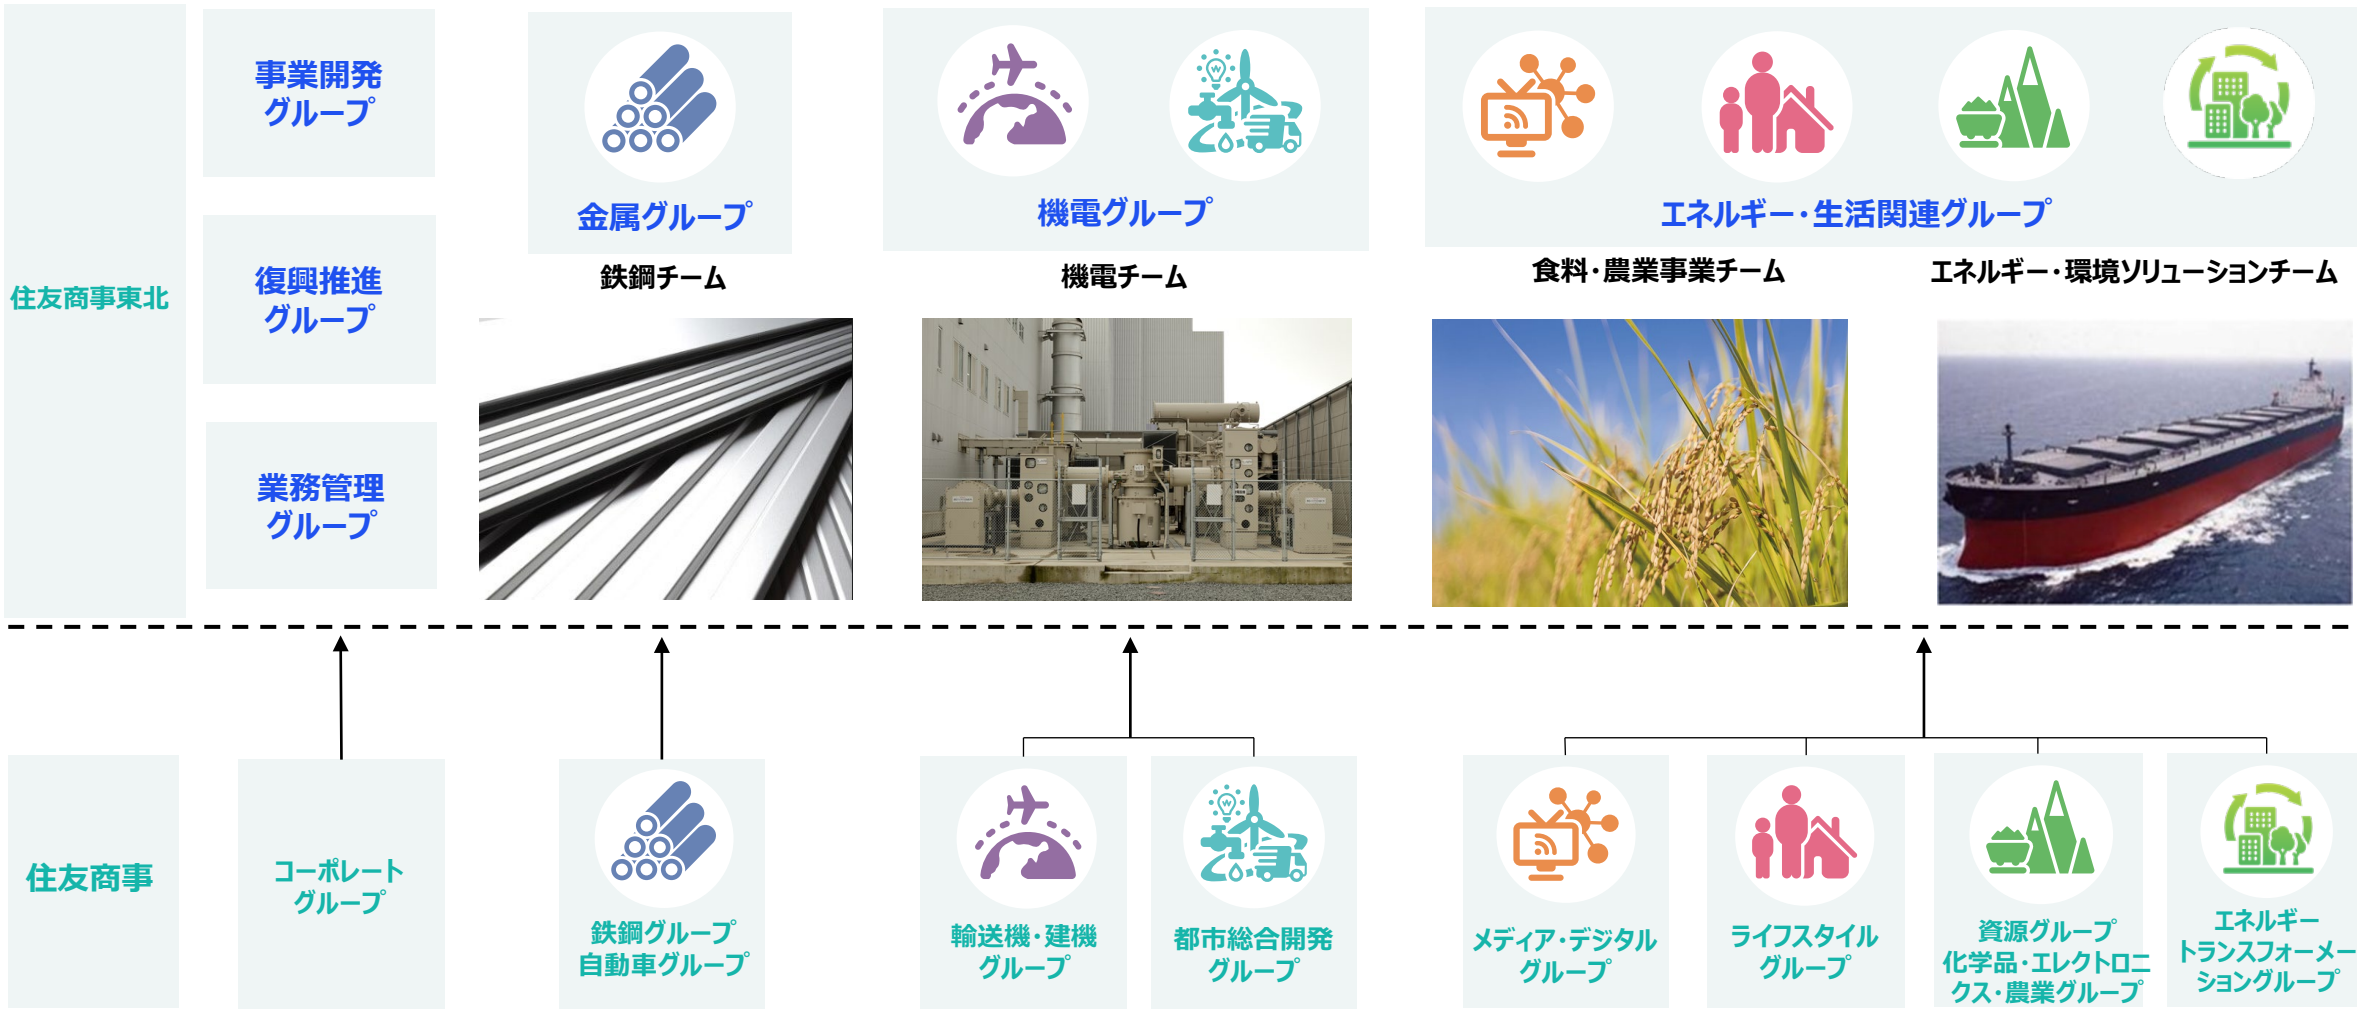 住友商事東北
事業開発
グループ
復興推進
グループ
業務管理
グループ
金属グループ
鉄鋼チーム
機電グループ
機電チーム
エネルギー・生活関連グループ
食料・農業事業チーム
エネルギー・環境ソリューションチーム
住友商事
コーポレート
グループ
鉄鋼グループ
自動車グループ
輸送機・建機
グループ
都市総合開発
グループ
メディア・デジタル
グループ
ライフスタイル
グループ
資源グループ
化学品・エレクトロニ
クス・農業グループ
エネルギー
トランスフォーメー
ショングループ